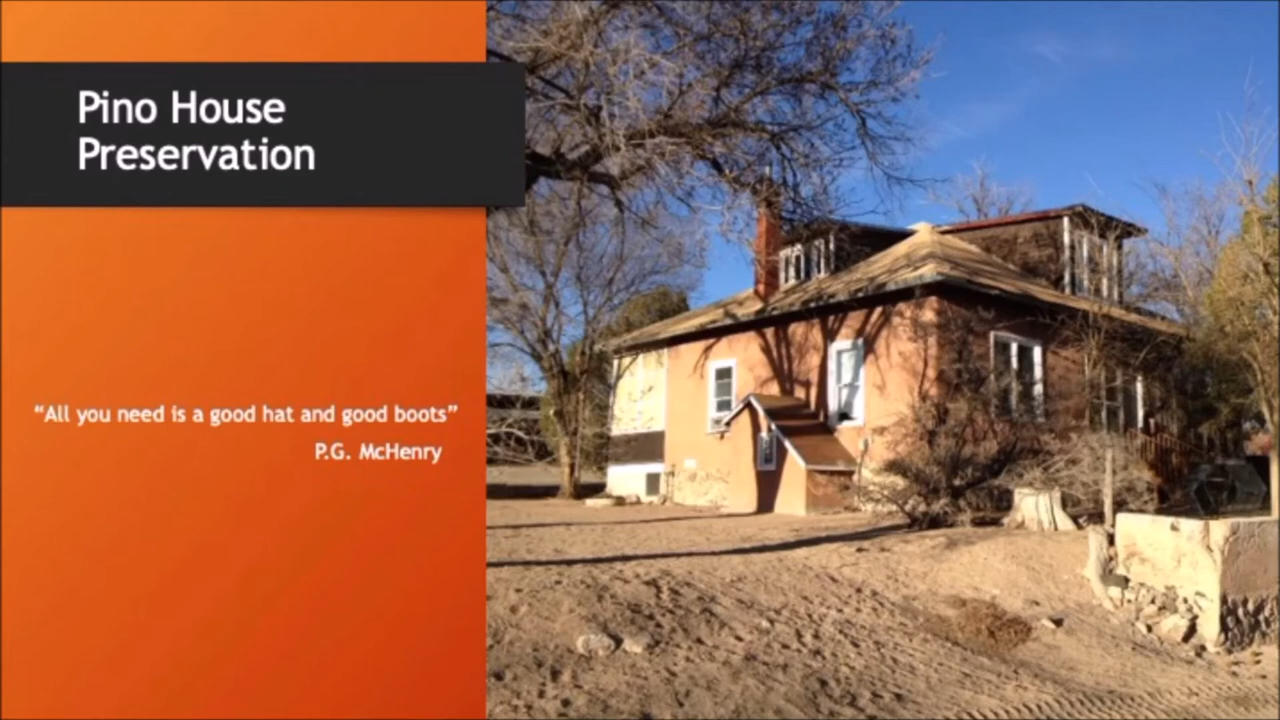 Pino House
Preservation
“All you need is a good hat and good boots”
P.G. McHenry